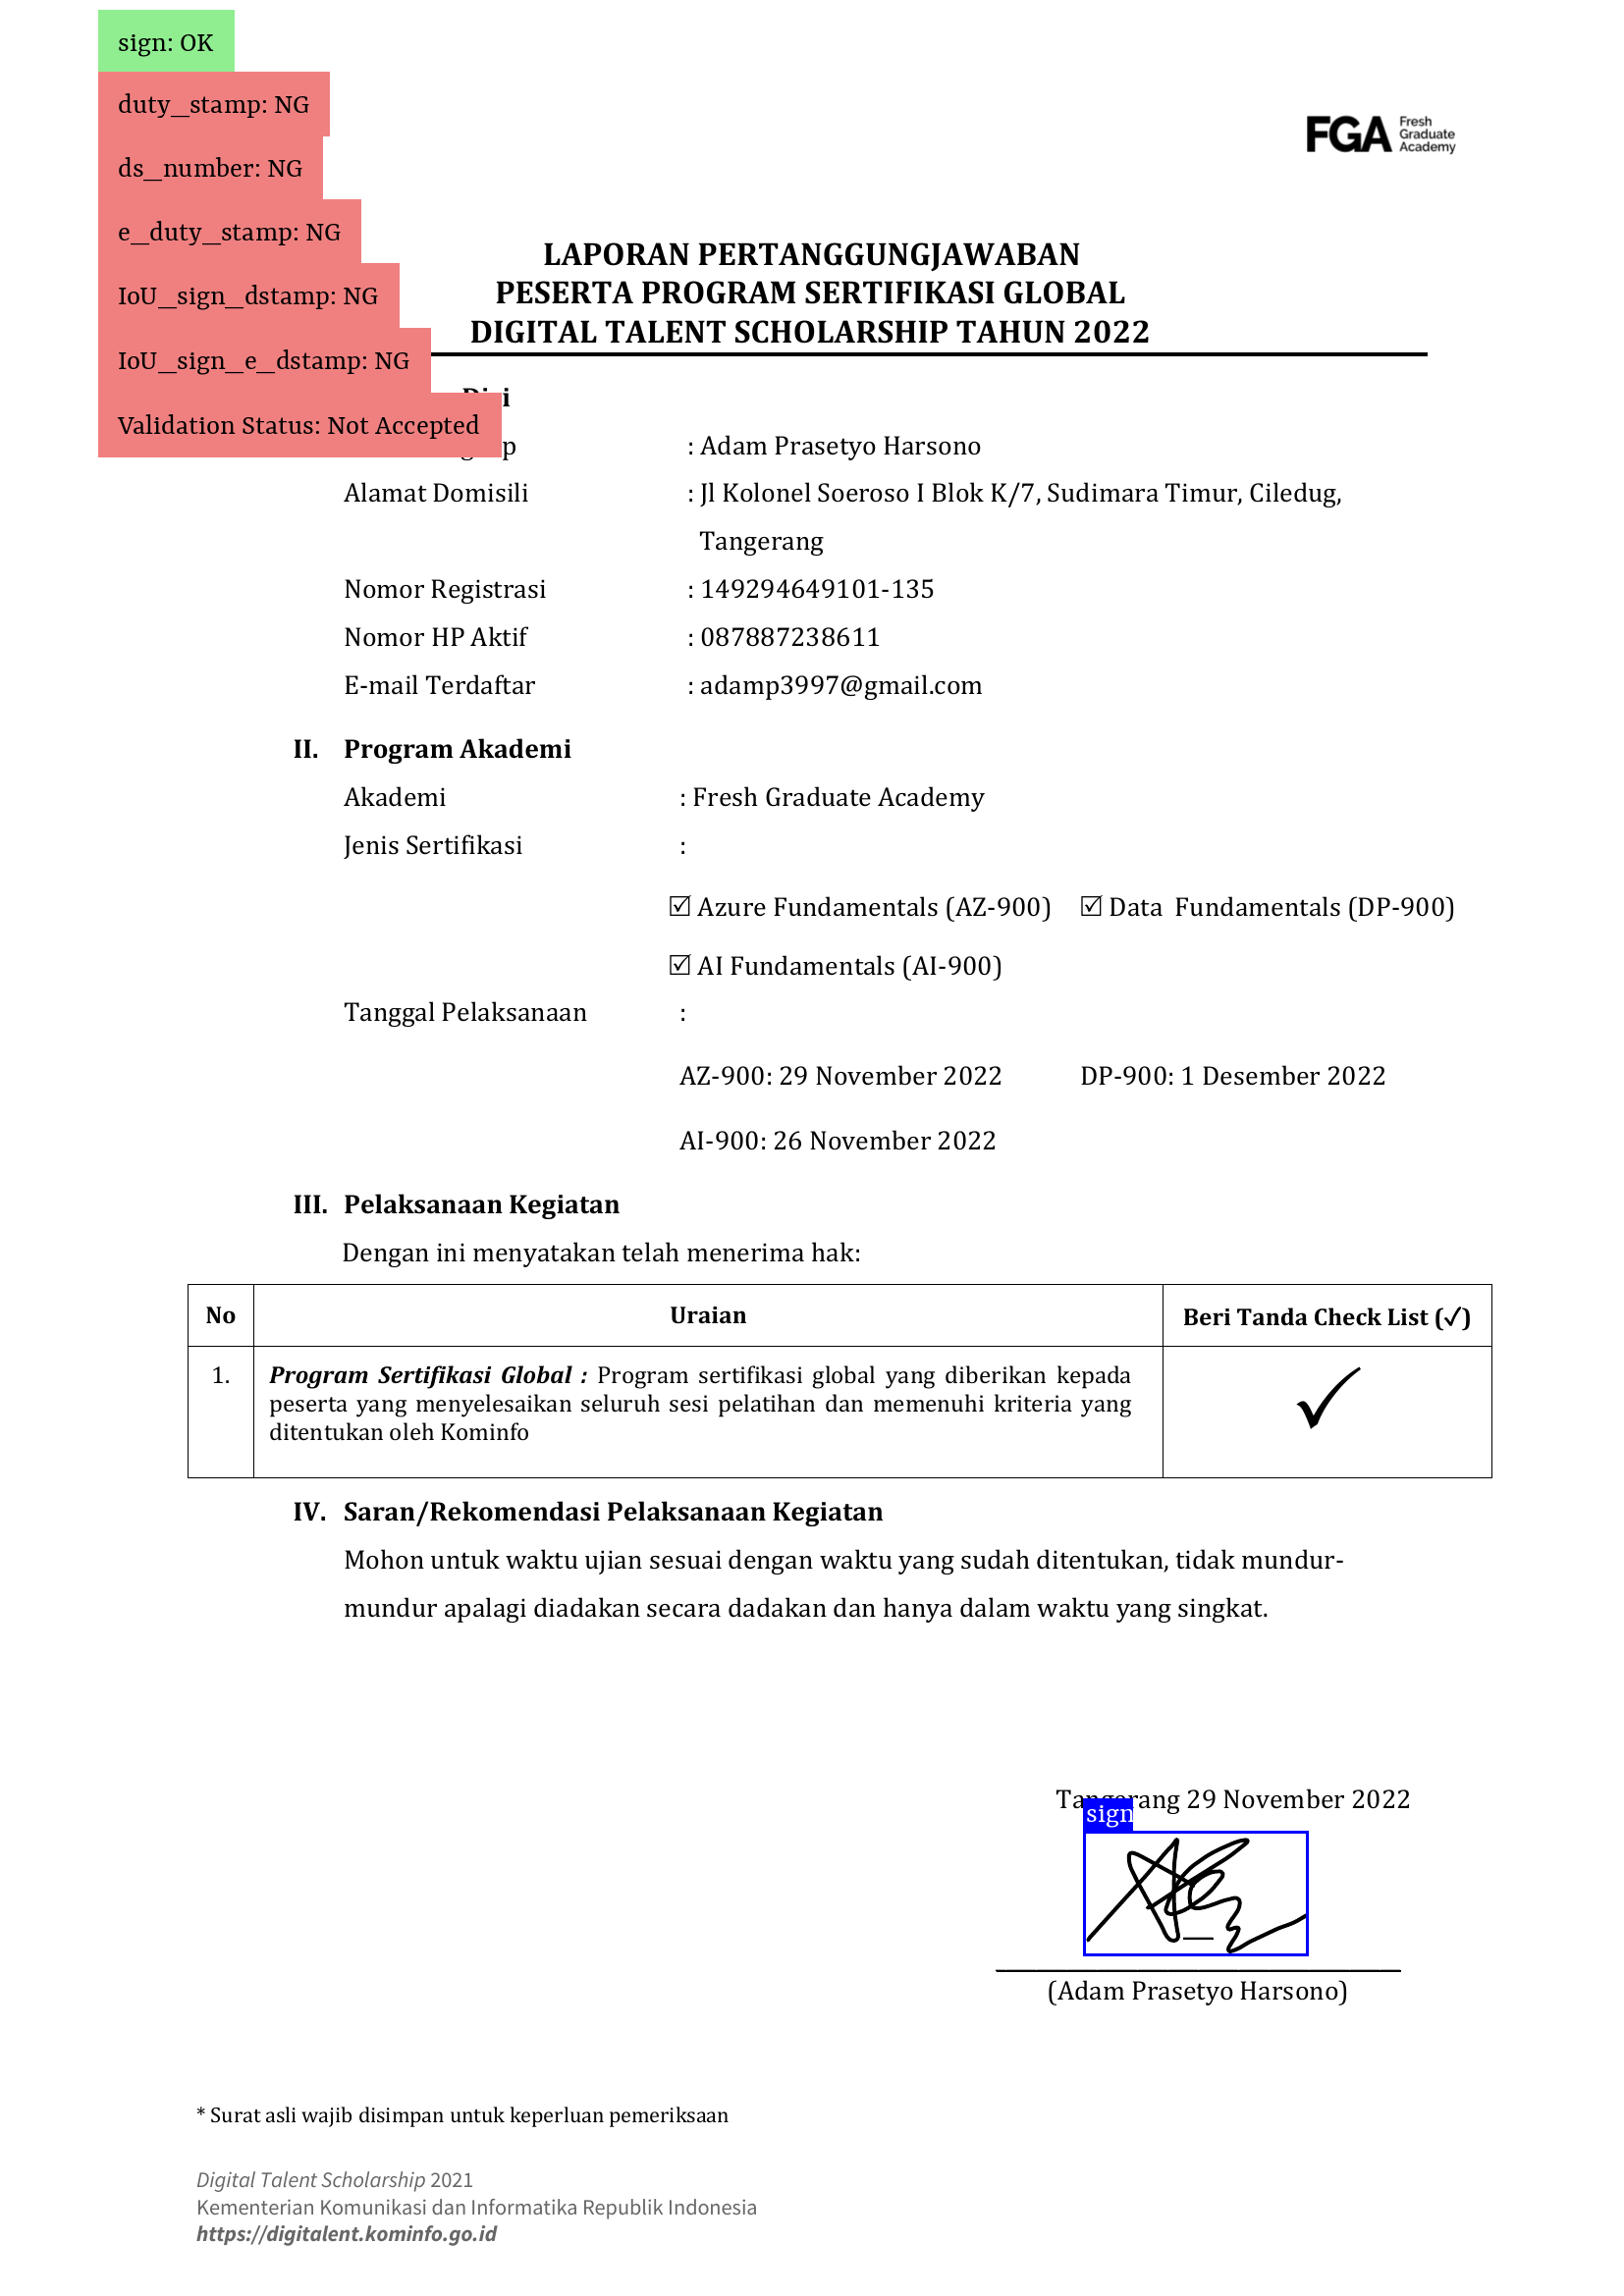 sign: OK
duty_stamp: NG
ds_number: NG
e_duty_stamp: NG
IoU_sign_dstamp: NG
IoU_sign_e_dstamp: NG
Validation Status: Not Accepted
FGA Fresh
Graduate
Academy
LAPORAN PERTANGGUNGJAWABAN
PESERTA PROGRAM SERTIFIKASI GLOBAL
DIGITAL TALENT SCHOLARSHIP TAHUN 2022
: Adam Prasetyo Harsono
Alamat Domisili : Jl Kolonel Soeroso I Blok K/7, Sudimara Timur, Ciledug,
Tangerang
Nomor Registrasi : 149294649101-135
Nomor HP Aktif : 087887238611
E-mail Terdaftar : adamp3997@gmail.com
II. Program Akademi
Akademi : Fresh Graduate Academy
Jenis Sertifikasi :
☑ Azure Fundamentals (AZ-900) ☑ Data Fundamentals (DP-900)
☑ AI Fundamentals (AI-900)
Tanggal Pelaksanaan :
AZ-900: 29 November 2022 DP-900: 1 Desember 2022
AI-900: 26 November 2022
III. Pelaksanaan Kegiatan
Dengan ini menyatakan telah menerima hak:
No Uraian Beri Tanda Check List (✓)
1. Program Sertifikasi Global : Program sertifikasi global yang diberikan kepada ✓
peserta yang menyelesaikan seluruh sesi pelatihan dan memenuhi kriteria yang
ditentukan oleh Kominfo
IV. Saran/Rekomendasi Pelaksanaan Kegiatan
Mohon untuk waktu ujian sesuai dengan waktu yang sudah ditentukan, tidak mundur-
mundur apalagi diadakan secara dadakan dan hanya dalam waktu yang singkat.
Tangerang 29 November 2022
sign
(Adam Prasetyo Harsono)
* Surat asli wajib disimpan untuk keperluan pemeriksaan
Digital Talent Scholarship 2021
Kementerian Komunikasi dan Informatika Republik Indonesia
https://digitalent.kominfo.go.id